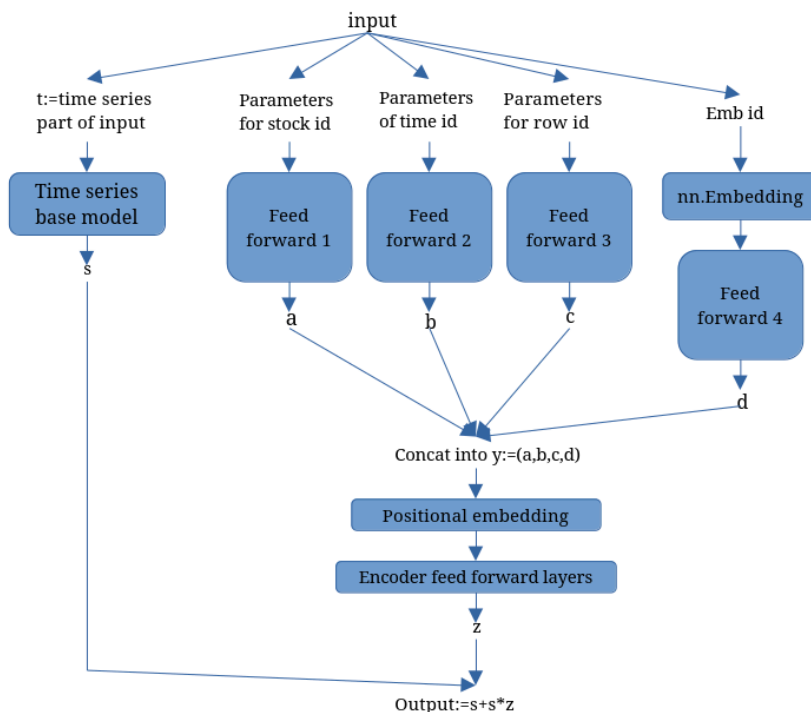 input
t:=time series
part of input
Parameters
for stock id
Parameters
of time id
Parameters
for row id
Emb id
Time series
base model
Feed
forward 1
Feed
forward 2
Feed
forward 3
nn.Embedding
Feed
forward 4
s
a
b
c
d
Concat into y:=(a,b,c,d)
Positional embedding
Encoder feed forward layers
z
Output:=s+s*z